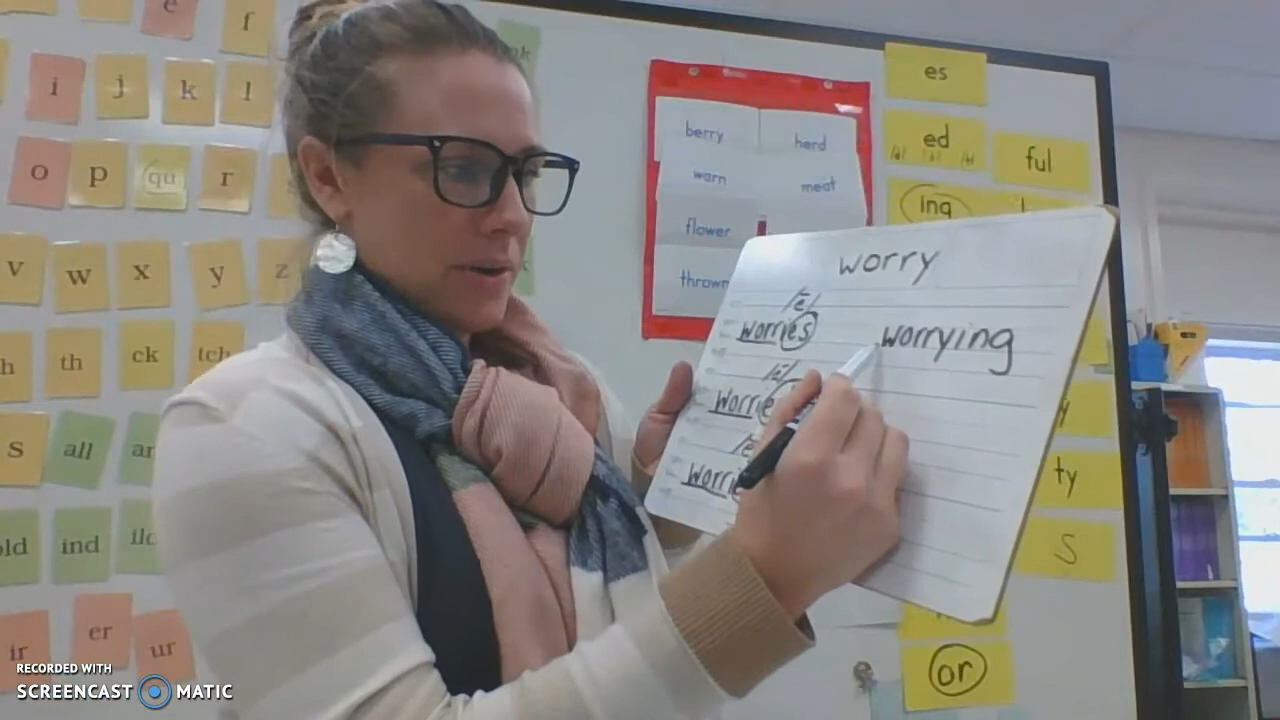 e f
i j k l
o p qu r
v w x y z
h th ck tch
s all
old ind
ir er ur
berry herd
warn meat
flower
thrown
es
ed
ful
ing
ty
s
or
worry
/ē/
worries worrying
/ē/
/ē
RECORDED WITH
SCREENCAST MATIC